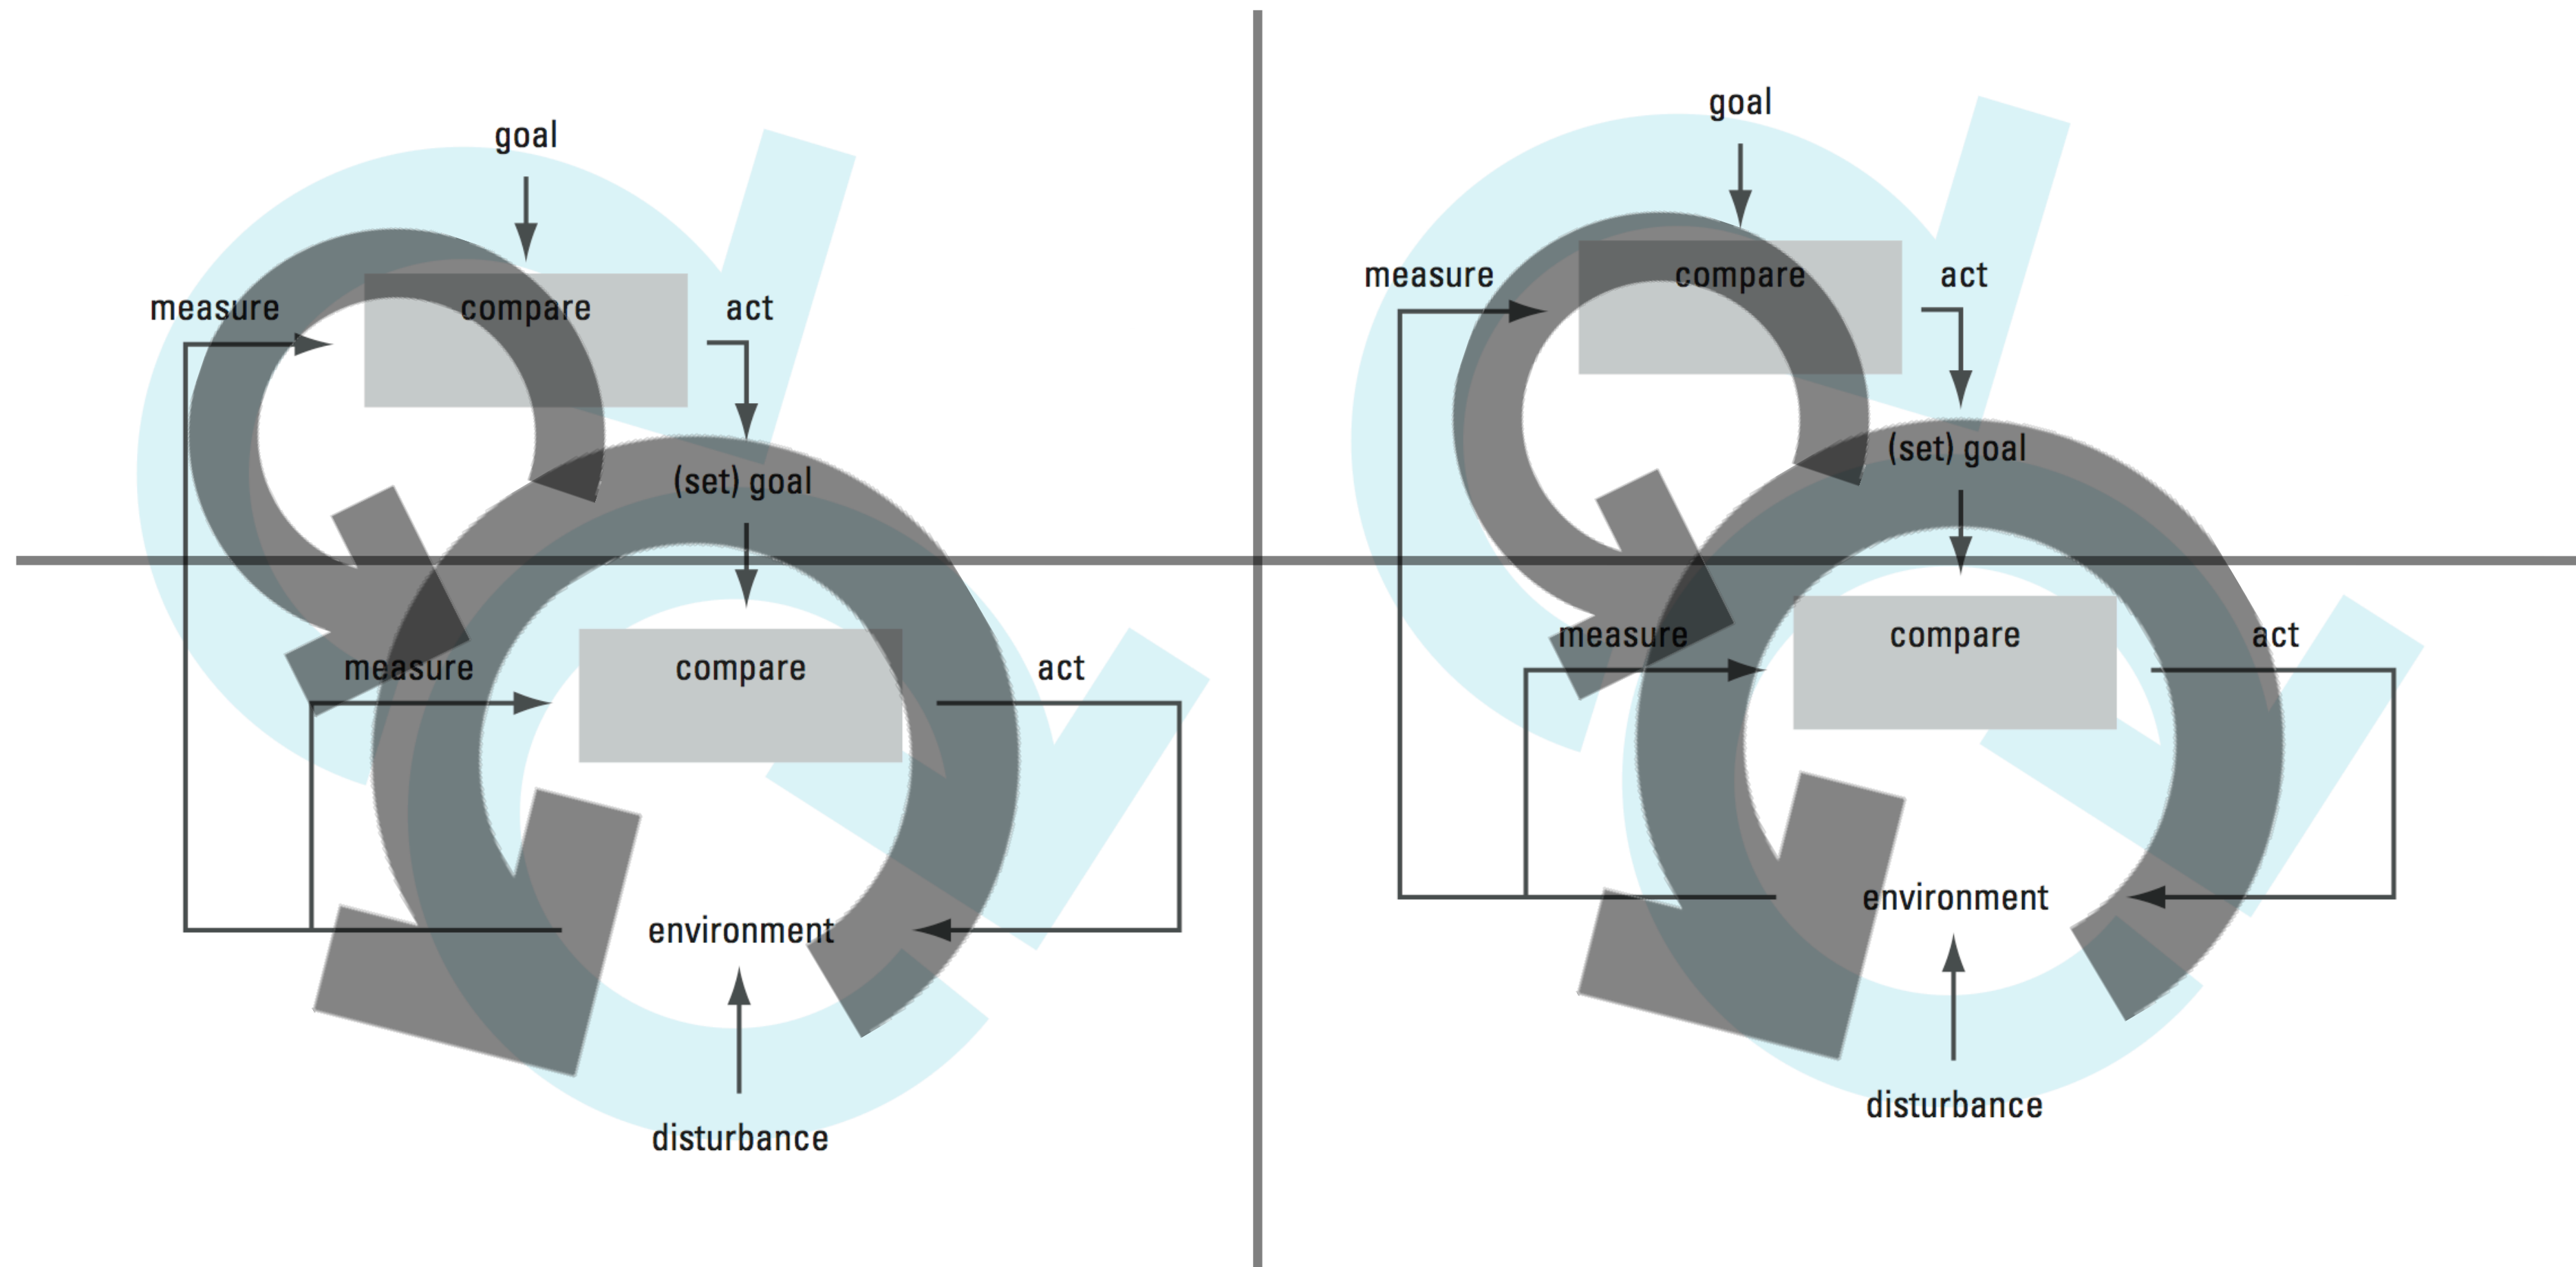 goal
measure
compare
act
(set) goal
measure
compare
act
environment
disturbance
goal
measure
compare
act
(set) goal
measure
compare
act
environment
disturbance